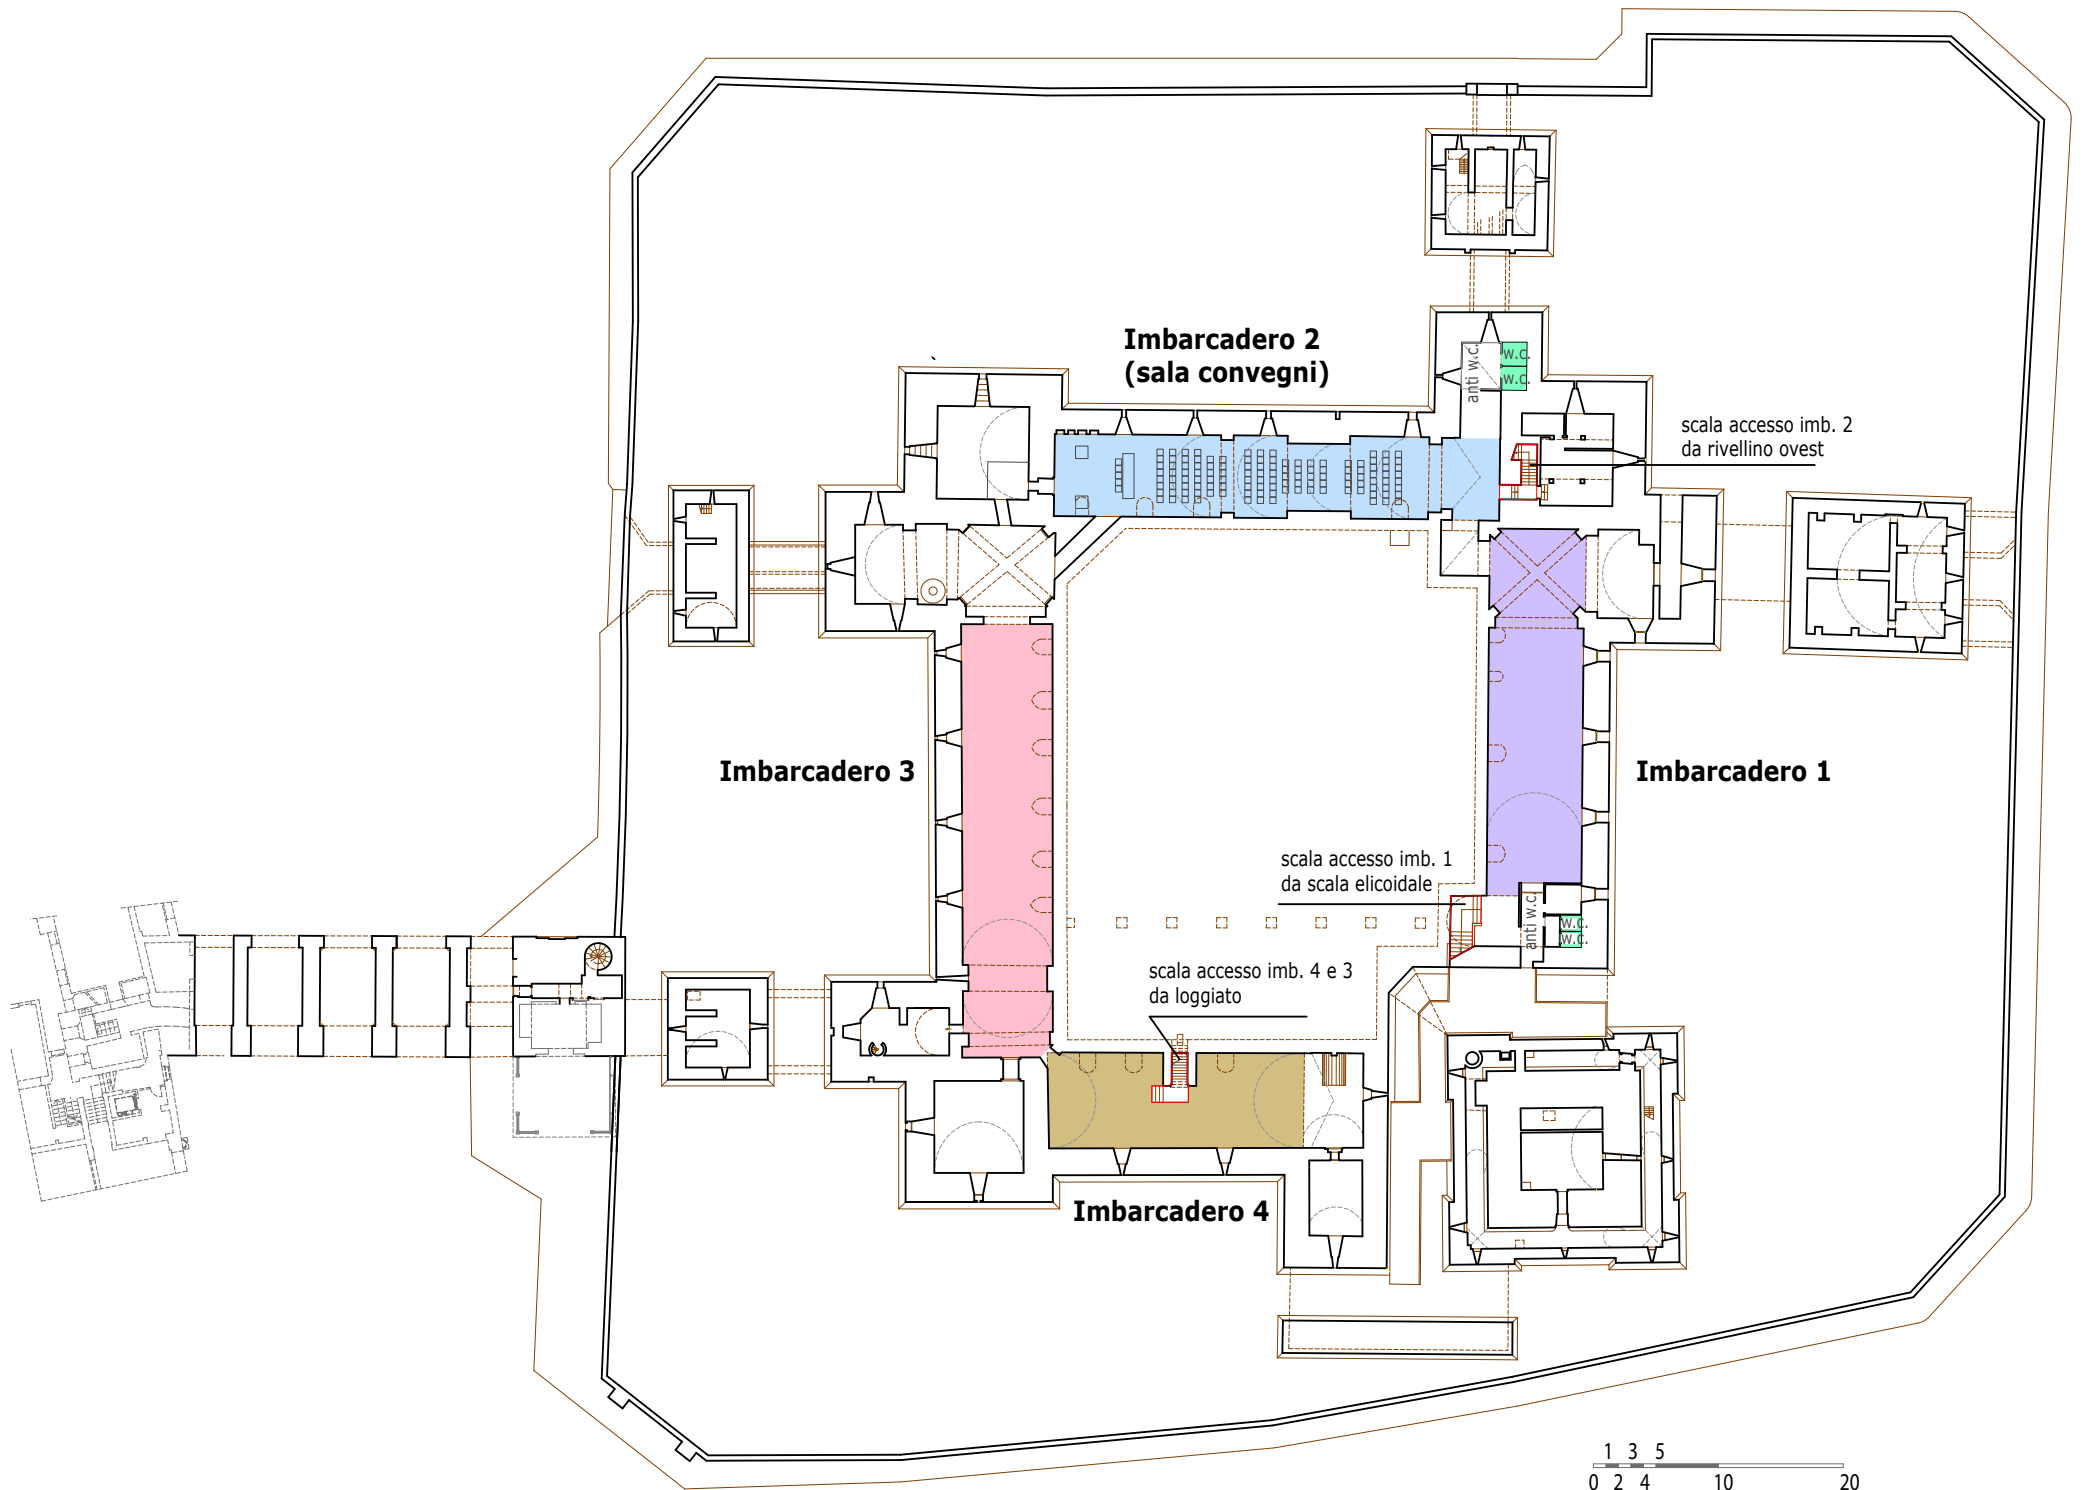 Imbarcadero 2
(sala convegni)
anti w.c.
w.c.
w.c.
scala accesso imb. 2
da rivellino ovest
Imbarcadero 3
Imbarcadero 1
scala accesso imb. 1
da scala elicoidale
anti w.c.
w.c.
w.c.
scala accesso imb. 4 e 3
da loggiato
Imbarcadero 4
1 3 5
0 2 4 10 20